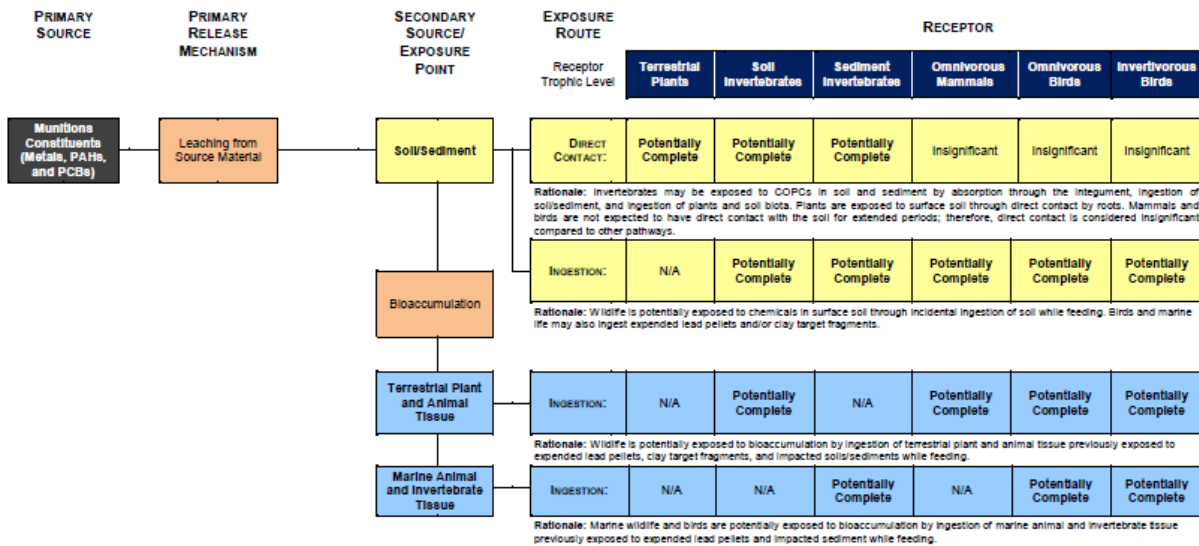 PRIMARY
SOURCE
PRIMARY
RELEASE
MECHANISM
SECONDARY
SOURCE/
EXPOSURE
POINT
EXPOSURE
ROUTE
RECEPTOR
Receptor
Trophic Level
Terrestrial
Plants
Soil
Invertebrates
Sediment
Invertebrates
Omnivorous
Mammals
Omnivorous
Birds
Invertivorous
Birds
Munitions
Constituents
(Metals, PAHs,
and PCBs)
Leaching from
Source Material
Soil/Sediment
DIRECT
CONTACT:
Potentially
Complete
Potentially
Complete
Potentially
Complete
Insignificant
Insignificant
Insignificant
Rationale: Invertebrates may be exposed to COPCs in soil and sediment by absorption through the integument, ingestion of
soil/sediment, and ingestion of plants and soil biota. Plants are exposed to surface soil through direct contact by roots. Mammals and
birds are not expected to have direct contact with the soil for extended periods; therefore, direct contact is considered insignificant
compared to other pathways.
INGESTION:
N/A
Potentially
Complete
Potentially
Complete
Potentially
Complete
Potentially
Complete
Potentially
Complete
Rationale: Wildlife is potentially exposed to chemicals in surface soil through incidental ingestion of soil while feeding. Birds and marine
life may also ingest expended lead pellets and/or clay target fragments.
Bioaccumulation
Terrestrial Plant
and Animal
Tissue
INGESTION:
N/A
Potentially
Complete
N/A
Potentially
Complete
Potentially
Complete
Potentially
Complete
Rationale: Wildlife is potentially exposed to bioaccumulation by ingestion of terrestrial plant and animal tissue previously exposed to
expended lead pellets, clay target fragments, and impacted soils/sediments while feeding.
Marine Animal
and Invertebrate
Tissue
INGESTION:
N/A
N/A
Potentially
Complete
N/A
Potentially
Complete
Potentially
Complete
Rationale: Marine wildlife and birds are potentially exposed to bioaccumulation by ingestion of marine animal and invertebrate tissue
previously exposed to expended lead pellets and impacted sediment while feeding.